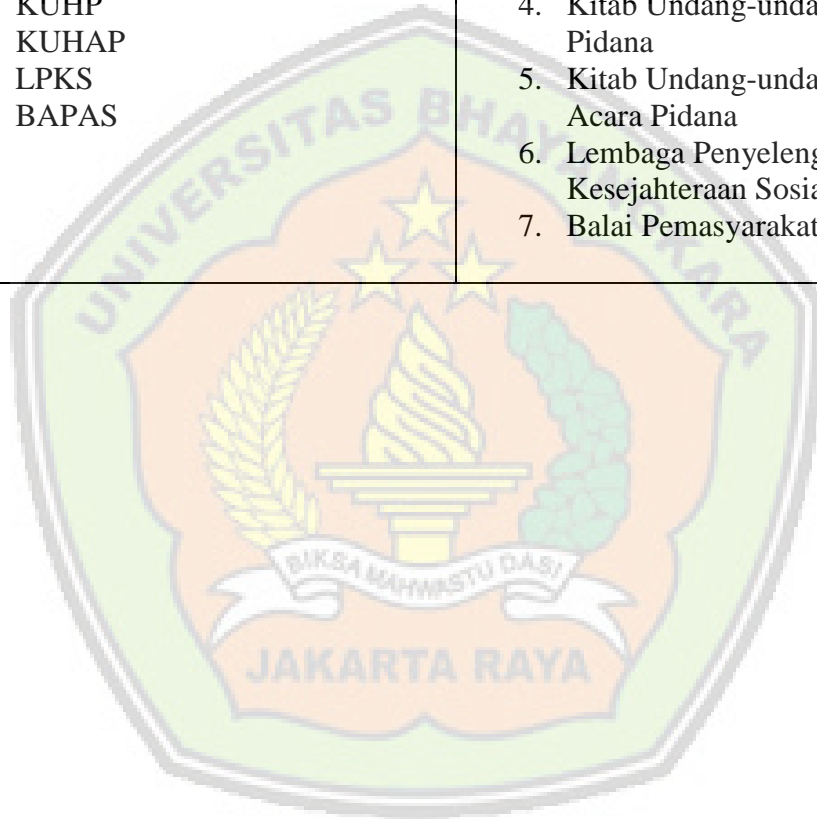 KUHP
KUHAP
LPKS
BAPAS
4. Kitab Undang-unda
Pidana
5. Kitab Undang-unda
Acara Pidana
6. Lembaga Penyeleng
Kesejahteraan Sosia
7. Balai Pemasyarakat
UNIVERSITAS BHAYANGKARA
BIKSA MAHWASTU DASI
JAKARTA RAYA